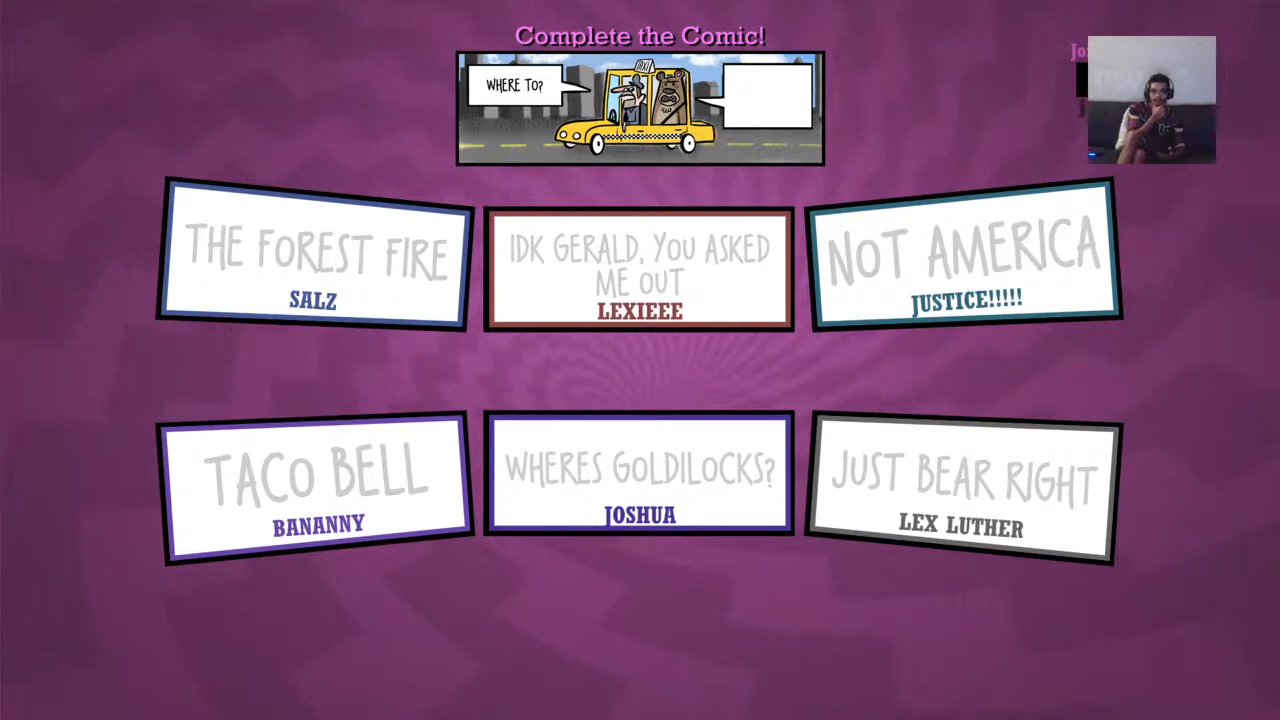 Complete the Comic!
WHERE TO?
TAXI
THE FOREST FIRE
SALZ
IDK GERALD, YOU ASKED
ME OUT
LEXIEEE
NOT AMERICA
JUSTICE!!!!!
TACO BELL
BANANNY
WHERES GOLDILOCKS?
JOSHUA
JUST BEAR RIGHT
LEX LUTHER